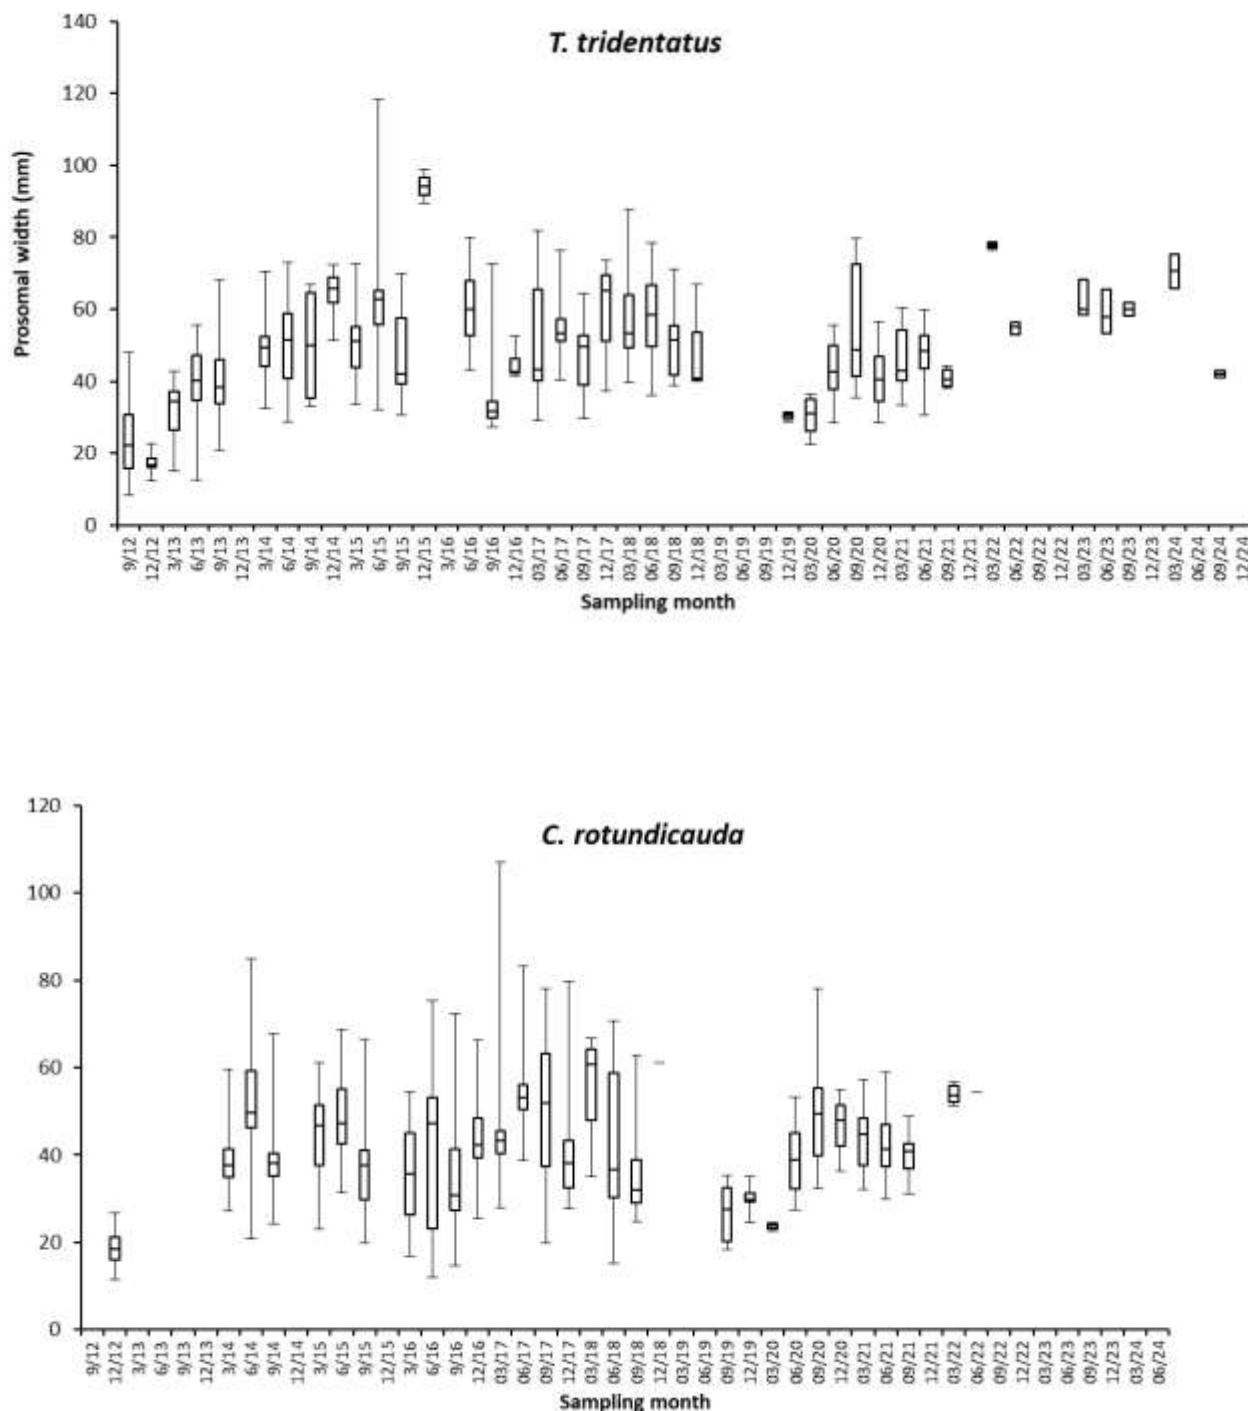 T. tridentatus
Prosomal width (mm)
140
120
100
80
60
40
20
0
9/12 12/12 3/13 6/13 9/13 12/13 3/14 6/14 9/14 12/14 3/15 6/15 9/15 12/15 3/16 6/16 9/16 12/16 03/17 06/17 09/17 12/17 03/18 06/18 09/18 12/18 03/19 06/19 09/19 12/19 03/20 06/20 09/20 12/20 03/21 06/21 09/21 12/21 03/22 06/22 09/22 12/22 03/23 06/23 09/23 12/23 03/24 06/24 09/24 12/24
Sampling month
C. rotundicauda
120
100
80
60
40
20
0
9/12 12/12 3/13 6/13 9/13 12/13 3/14 6/14 9/14 12/14 3/15 6/15 9/15 12/15 3/16 6/16 9/16 12/16 03/17 06/17 09/17 12/17 03/18 06/18 09/18 12/18 03/19 06/19 09/19 12/19 03/20 06/20 09/20 12/20 03/21 06/21 09/21 12/21 03/22 06/22 09/22 12/22 03/23 06/23 09/23 12/23 03/24 06/24
Sampling month